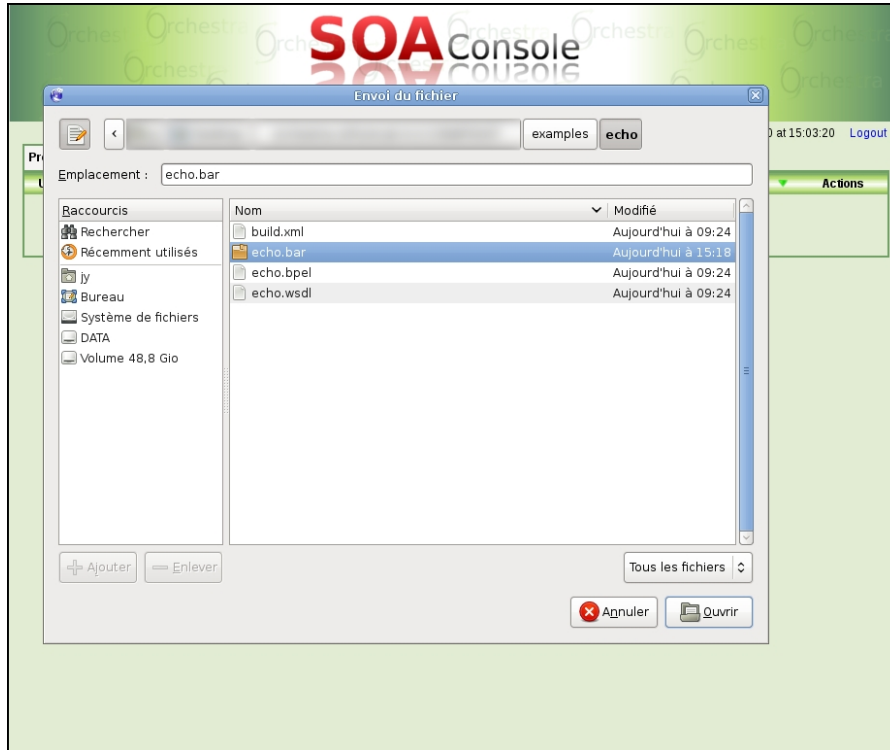 SOA Console
Envoi du fichier
< examples echo
at 15:03:20 Logout
Emplacement : echo.bar
Actions
Raccourcis
Rechercher
Récemment utilisés
jy
Bureau
Système de fichiers
DATA
Volume 48,8 Gio
Nom Modifié
build.xml Aujourd'hui à 09:24
echo.bar Aujourd'hui à 15:18
echo.bpel Aujourd'hui à 09:24
echo.wsdl Aujourd'hui à 09:24
Ajouter Enlever
Tous les fichiers
Annuler Ouvrir